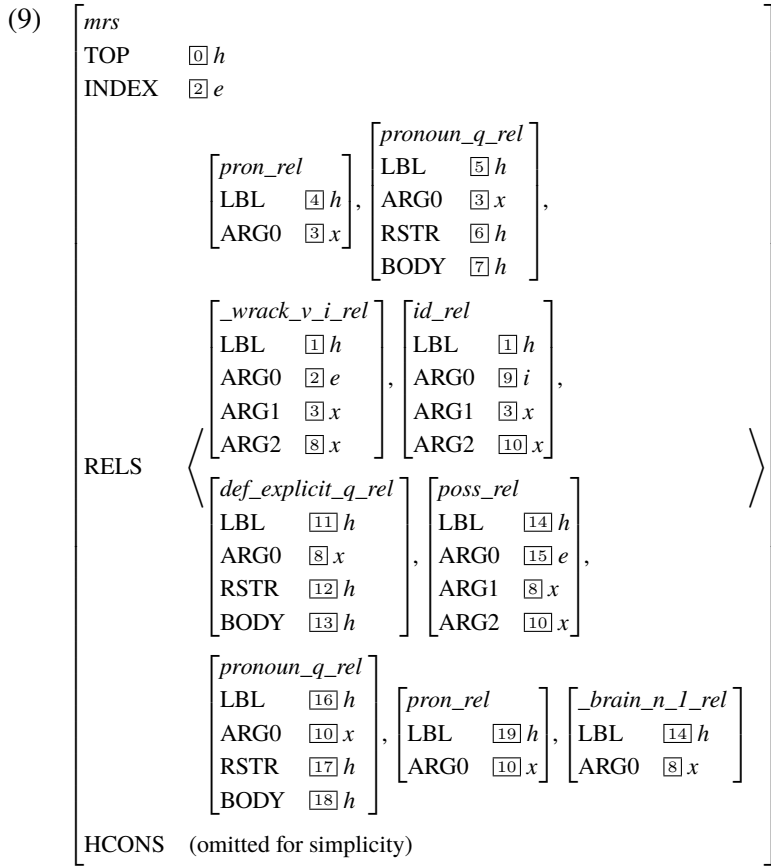 (9)
mrs
TOP 0 h
INDEX 2 e
pron_rel
LBL 4 h
ARG0 3 x
,
pronoun_q_rel
LBL 5 h
ARG0 3 x
RSTR 6 h
BODY 7 h
,
_wrack_v_i_rel
LBL 1 h
ARG0 2 e
ARG1 3 x
ARG2 8 x
,
id_rel
LBL 1 h
ARG0 9 i
ARG1 3 x
ARG2 10 x
,
RELS
def_explicit_q_rel
LBL 11 h
ARG0 8 x
RSTR 12 h
BODY 13 h
,
poss_rel
LBL 14 h
ARG0 15 e
ARG1 8 x
ARG2 10 x
,
pronoun_q_rel
LBL 16 h
ARG0 10 x
RSTR 17 h
BODY 18 h
,
pron_rel
LBL 19 h
ARG0 10 x
,
_brain_n_1_rel
LBL 14 h
ARG0 8 x
HCONS (omitted for simplicity)